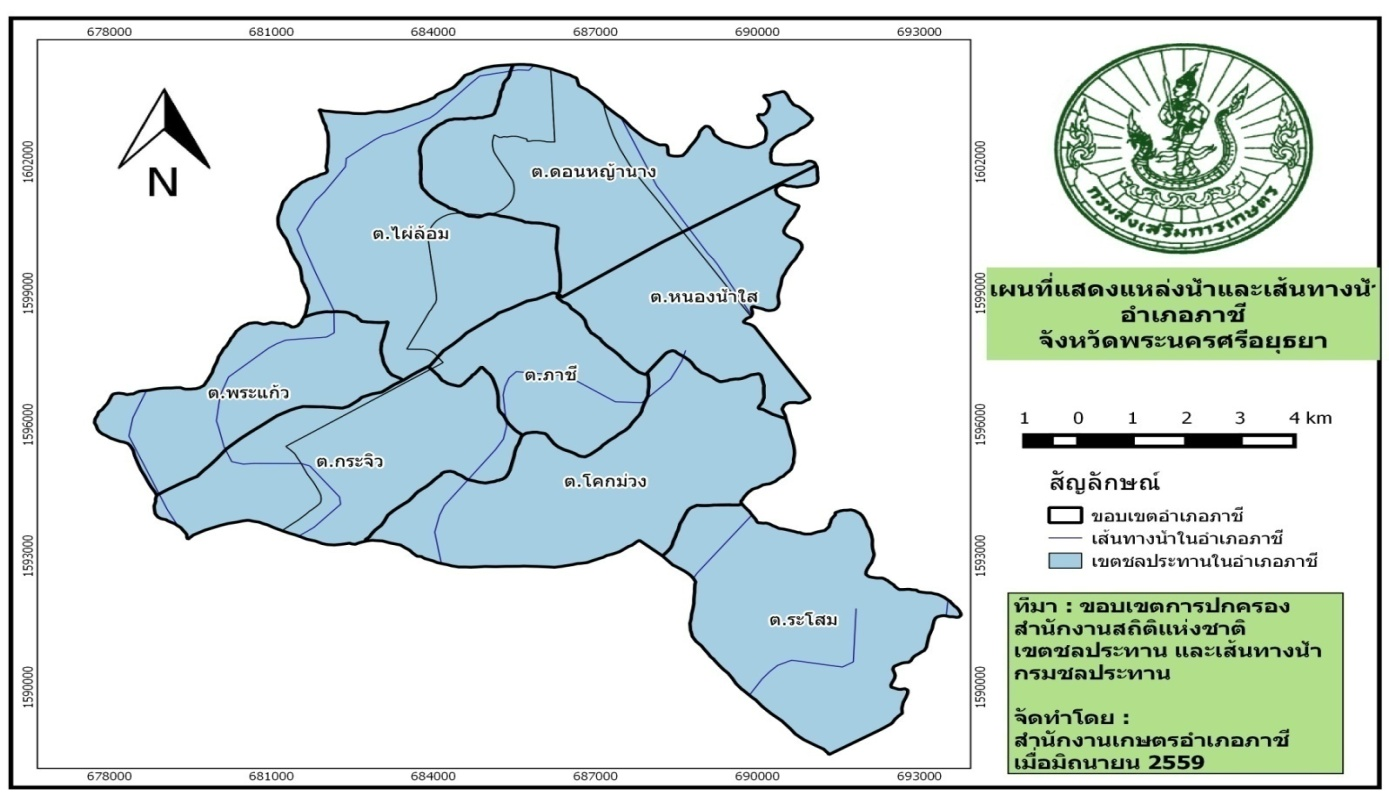 678000 681000 684000 687000 690000 693000
1602000
1599000
1596000
1593000
1590000
N
ต.ดอนหญ้านาง
ต.ไผ่ล้อม
ต.หนองน้ำใส
ต.ภาชี
ต.พระแก้ว
ต.กระจิว
ต.โคกม่วง
ต.ระโสม
1602000
1599000
1596000
1593000
1590000
678000 681000 684000 687000 690000 693000
กรมส่งเสริมการเกษตร
แผนที่แสดงแหล่งน้ำและเส้นทางน้ำ
อำเภอภาชี
จังหวัดพระนครศรีอยุธยา
1 0 1 2 3 4 km
สัญลักษณ์
ขอบเขตอำเภอภาชี
เส้นทางน้ำในอำเภอภาชี
เขตชลประทานในอำเภอภาชี
ที่มา : ขอบเขตการปกครอง
สำนักงานสถิติแห่งชาติ
เขตชลประทาน และเส้นทางน้ำ
กรมชลประทาน
จัดทำโดย :
สำนักงานเกษตรอำเภอภาชี
เมื่อมิถุนายน 2559